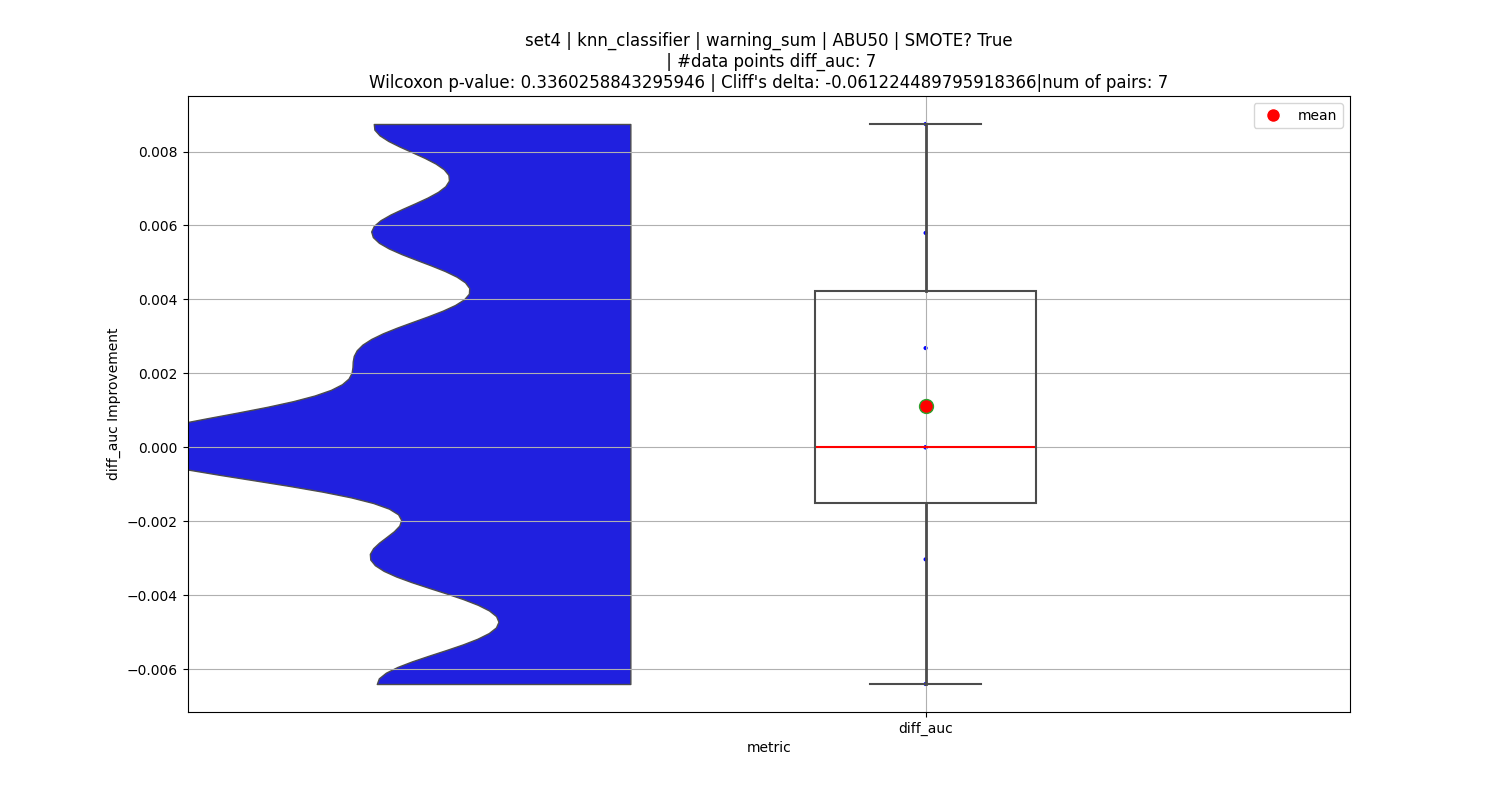 set4 | knn_classifier | warning_sum | ABU50 | SMOTE? True
| #data points diff_auc: 7
Wilcoxon p-value: 0.3360258843295946 | Cliff's delta: -0.061224489795918366|num of pairs: 7
mean
0.008
0.006
0.004
0.002
0.000
−0.002
−0.004
−0.006
diff_auc Improvement
diff_auc
metric